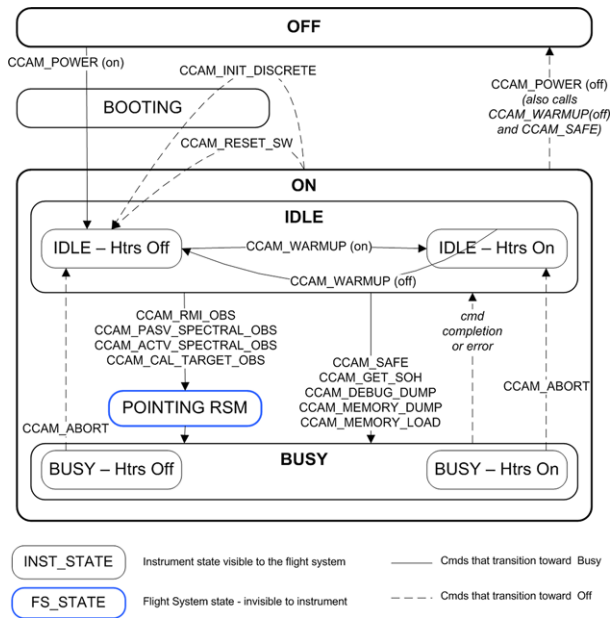 OFF
CCAM_POWER (on)
CCAM_INIT_DISCRETE
CCAM_POWER (off)
(also calls
CCAM_WARMUP(off)
and CCAM_SAFE)
BOOTING
CCAM_RESET_SW
ON
IDLE
IDLE – Htrs Off
CCAM_WARMUP (on)
IDLE – Htrs On
CCAM_WARMUP (off)
CCAM_RMI_OBS
CCAM_PASV_SPECTRAL_OBS
CCAM_ACTV_SPECTRAL_OBS
CCAM_CAL_TARGET_OBS
cmd
completion
or error
CCAM_SAFE
CCAM_GET_SOH
CCAM_DEBUG_DUMP
CCAM_MEMORY_DUMP
CCAM_MEMORY_LOAD
CCAM_ABORT
POINTING RSM
CCAM_ABORT
BUSY
BUSY – Htrs Off
BUSY – Htrs On
INST_STATE
Instrument state visible to the flight system
Cmds that transition toward Busy
FS_STATE
Flight System state - invisible to instrument
Cmds that transition toward Off